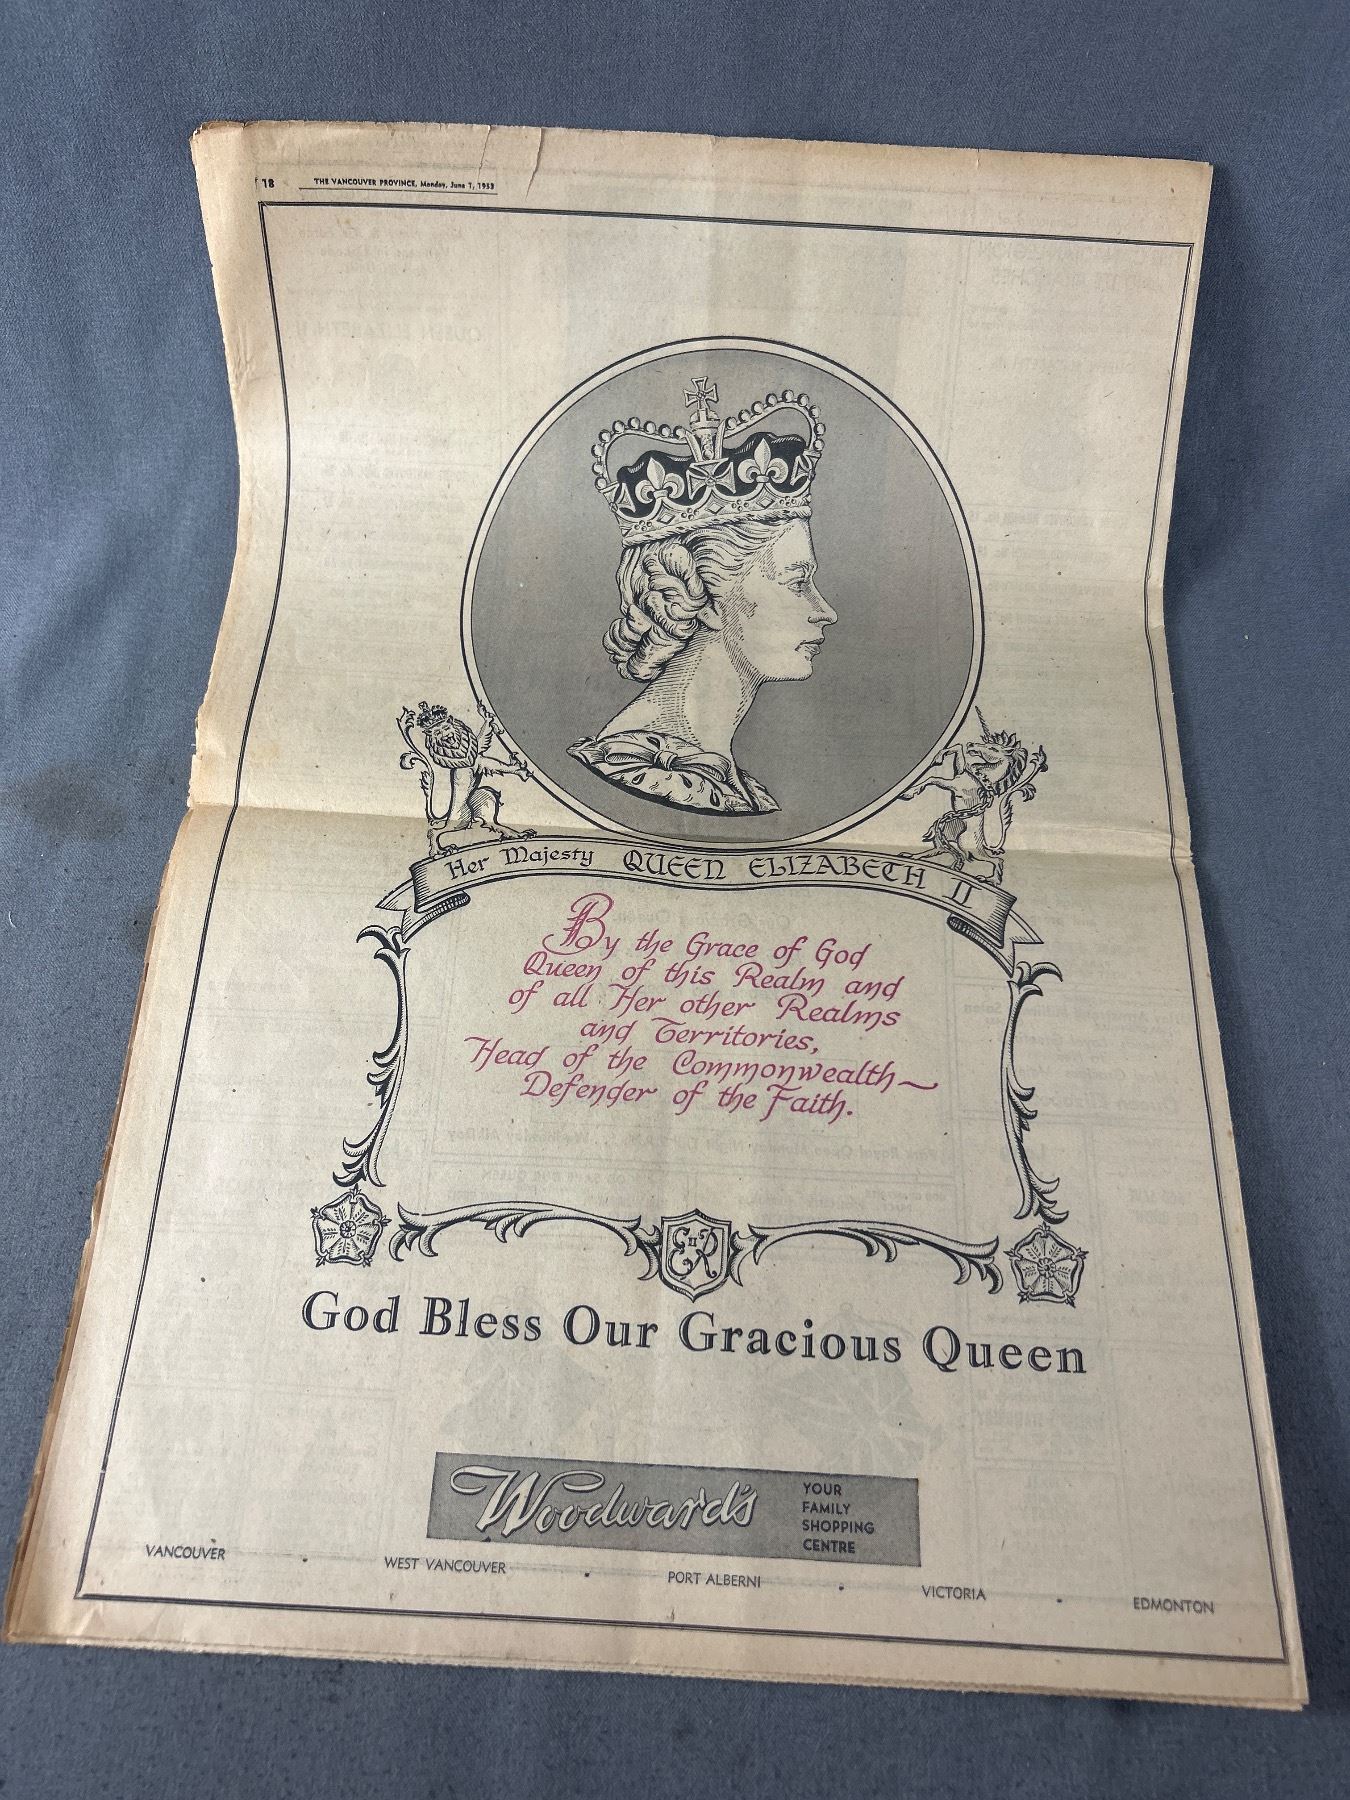 18
THE VANCOUVER PROVINCE, Monday, June 1, 1953
Her Majesty QUEEN ELIZABETH II
By the Grace of God
Queen of this Realm and
of all Her other Realms
and Territories,
Head of the Commonwealth—
Defender of the Faith.
E II R
God Bless Our Gracious Queen
Woodward's
YOUR
FAMILY
SHOPPING
CENTRE
VANCOUVER • WEST VANCOUVER • PORT ALBERNI • VICTORIA • EDMONTON